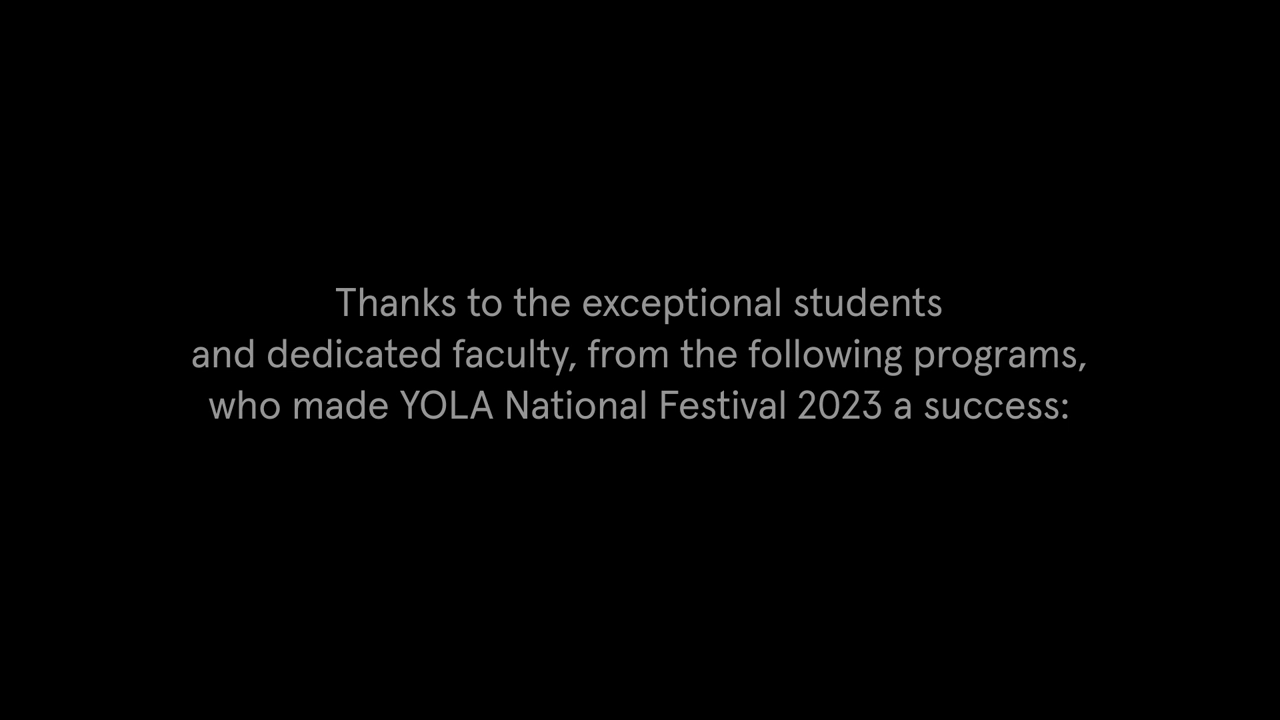 Thanks to the exceptional students
and dedicated faculty, from the following programs,
who made YOLA National Festival 2023 a success: